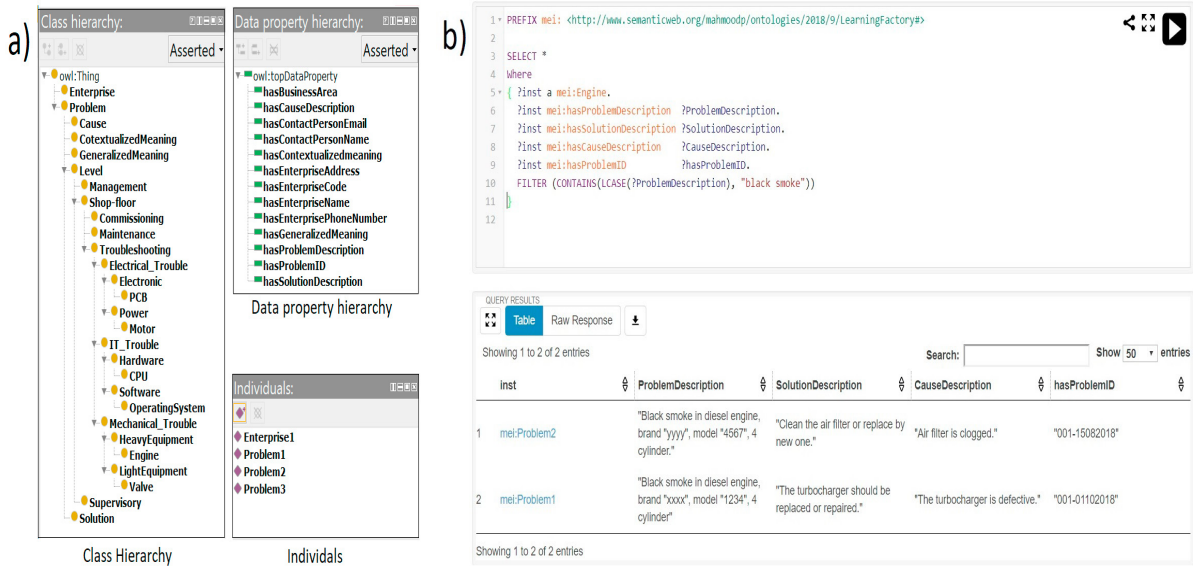 a)
Class hierarchy:
Asserted
owl:Thing
Enterprise
Problem
Cause
CotextualizedMeaning
GeneralizedMeaning
Level
Management
Shop-floor
Commissioning
Maintenance
Troubleshooting
Electrical_Trouble
Electronic
PCB
Power
Motor
IT_Trouble
Hardware
CPU
Software
OperatingSystem
Mechanical_Trouble
HeavyEquipment
Engine
LightEquipment
Valve
Supervisory
Solution
Class Hierarchy
Data property hierarchy:
Asserted
owl:topDataProperty
hasBusinessArea
hasCauseDescription
hasContactPersonEmail
hasContactPersonName
hasContextualizedmeaning
hasEnterpriseAddress
hasEnterpriseCode
hasEnterpriseName
hasEnterprisePhoneNumber
hasGeneralizedMeaning
hasProblemDescription
hasProblemID
hasSolutionDescription
Data property hierarchy
Individuals:
Enterprise1
Problem1
Problem2
Problem3
Individals
b)
1 PREFIX mei: <http://www.semanticweb.org/mahmoodp/ontologies/2018/9/LearningFactory#>
2
3 SELECT *
4 Where
5 { ?inst a mei:Engine.
6 ?inst mei:hasProblemDescription ?ProblemDescription.
7 ?inst mei:hasSolutionDescription ?SolutionDescription.
8 ?inst mei:hasCauseDescription ?CauseDescription.
9 ?inst mei:hasProblemID ?hasProblemID.
10 FILTER (CONTAINS(LCASE(?ProblemDescription), "black smoke"))
11 }
12
QUERY RESULTS
Table Raw Response
Showing 1 to 2 of 2 entries Search: Show 50 entries
inst ProblemDescription SolutionDescription CauseDescription hasProblemID
"Black smoke in diesel engine,
brand "yyyy", model "4567", 4
cylinder."
"Clean the air filter or replace by
new one."
1 mei:Problem2 "Air filter is clogged." "001-15082018"
"Black smoke in diesel engine,
brand "xxxx", model "1234", 4
cylinder"
"The turbocharger should be
replaced or repaired."
2 mei:Problem1 "The turbocharger is defective." "001-01102018"
Showing 1 to 2 of 2 entries